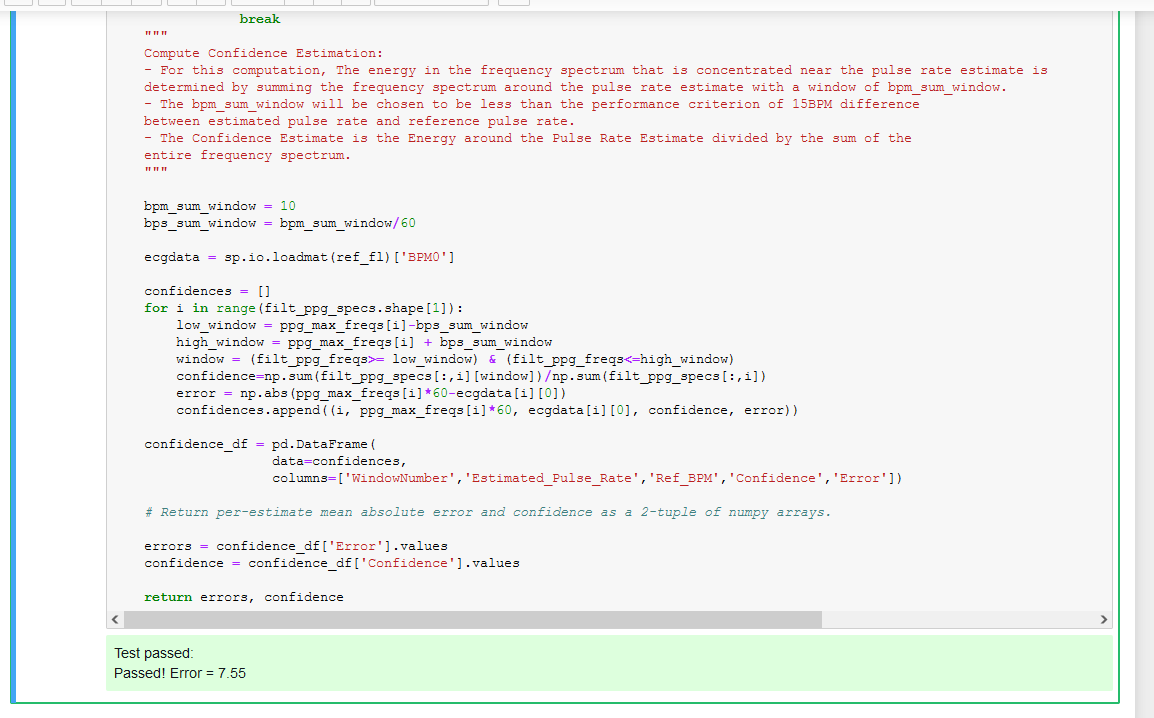 break
"""
Compute Confidence Estimation:
- For this computation, The energy in the frequency spectrum that is concentrated near the pulse rate estimate is
determined by summing the frequency spectrum around the pulse rate estimate with a window of bpm_sum_window.
- The bpm_sum_window will be chosen to be less than the performance criterion of 15BPM difference
between estimated pulse rate and reference pulse rate.
- The Confidence Estimate is the Energy around the Pulse Rate Estimate divided by the sum of the
entire frequency spectrum.
"""
bpm_sum_window = 10
bps_sum_window = bpm_sum_window/60
ecgdata = sp.io.loadmat(ref_fl)['BPM0']
confidences = []
for i in range(filt_ppg_specs.shape[1]):
    low_window = ppg_max_freqs[i]-bps_sum_window
    high_window = ppg_max_freqs[i] + bps_sum_window
    window = (filt_ppg_freqs>= low_window) & (filt_ppg_freqs<=high_window)
    confidence=np.sum(filt_ppg_specs[:,i][window])/np.sum(filt_ppg_specs[:,i])
    error = np.abs(ppg_max_freqs[i]*60-ecgdata[i][0])
    confidences.append((i, ppg_max_freqs[i]*60, ecgdata[i][0], confidence, error))
confidence_df = pd.DataFrame(
                data=confidences,
                columns=['WindowNumber','Estimated_Pulse_Rate','Ref_BPM','Confidence','Error'])
# Return per-estimate mean absolute error and confidence as a 2-tuple of numpy arrays.
errors = confidence_df['Error'].values
confidence = confidence_df['Confidence'].values
return errors, confidence
Test passed:
Passed! Error = 7.55